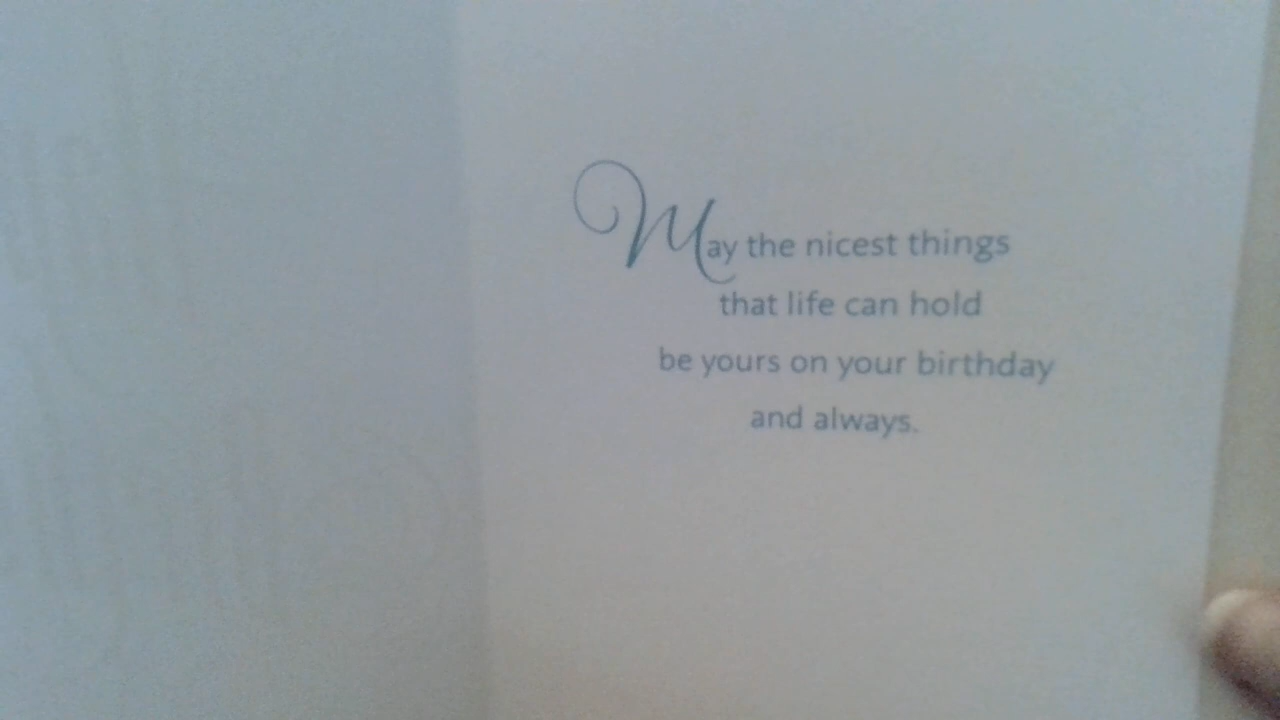 May the nicest things
that life can hold
be yours on your birthday
and always.